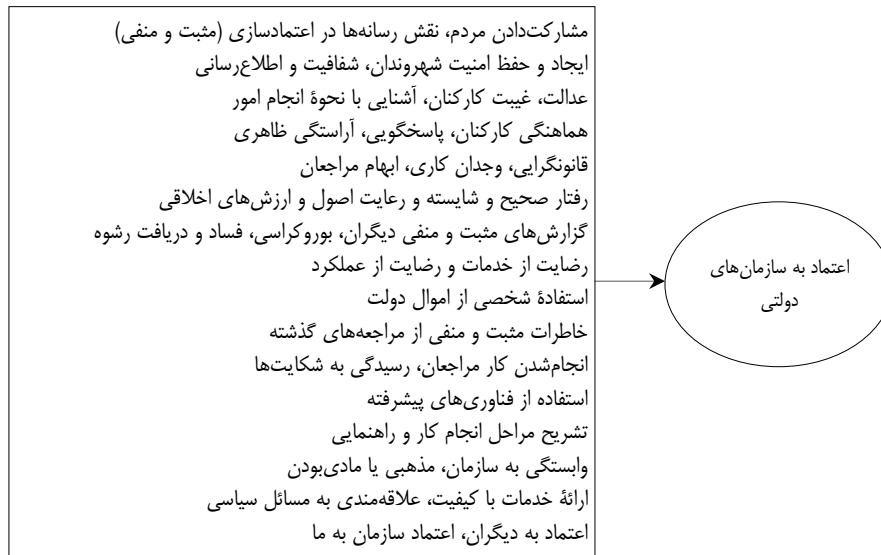 مشارکت‌دادن مردم، نقش رسانه‌ها در اعتمادسازی (مثبت و منفی)
ایجاد و حفظ امنیت شهروندان، شفافیت و اطلاع‌رسانی
عدالت، غیبت کارکنان، آشنایی با نحوۀ انجام امور
هماهنگی کارکنان، پاسخگویی، آراستگی ظاهری
قانونگرایی، وجدان کاری، ابهام مراجعان
رفتار صحیح و شایسته و رعایت اصول و ارزش‌های اخلاقی
گزارش‌های مثبت و منفی دیگران، بوروکراسی، فساد و دریافت رشوه
رضایت از خدمات و رضایت از عملکرد
استفادۀ شخصی از اموال دولت
خاطرات مثبت و منفی از مراجعه‌های گذشته
انجام‌شدن کار مراجعان، رسیدگی به شکایت‌ها
استفاده از فناوری‌های پیشرفته
تشریح مراحل انجام کار و راهنمایی
وابستگی به سازمان، مذهبی یا مادی‌بودن
ارائۀ خدمات با کیفیت، علاقه‌مندی به مسائل سیاسی
اعتماد به دیگران، اعتماد سازمان به ما
اعتماد به سازمان‌های
دولتی